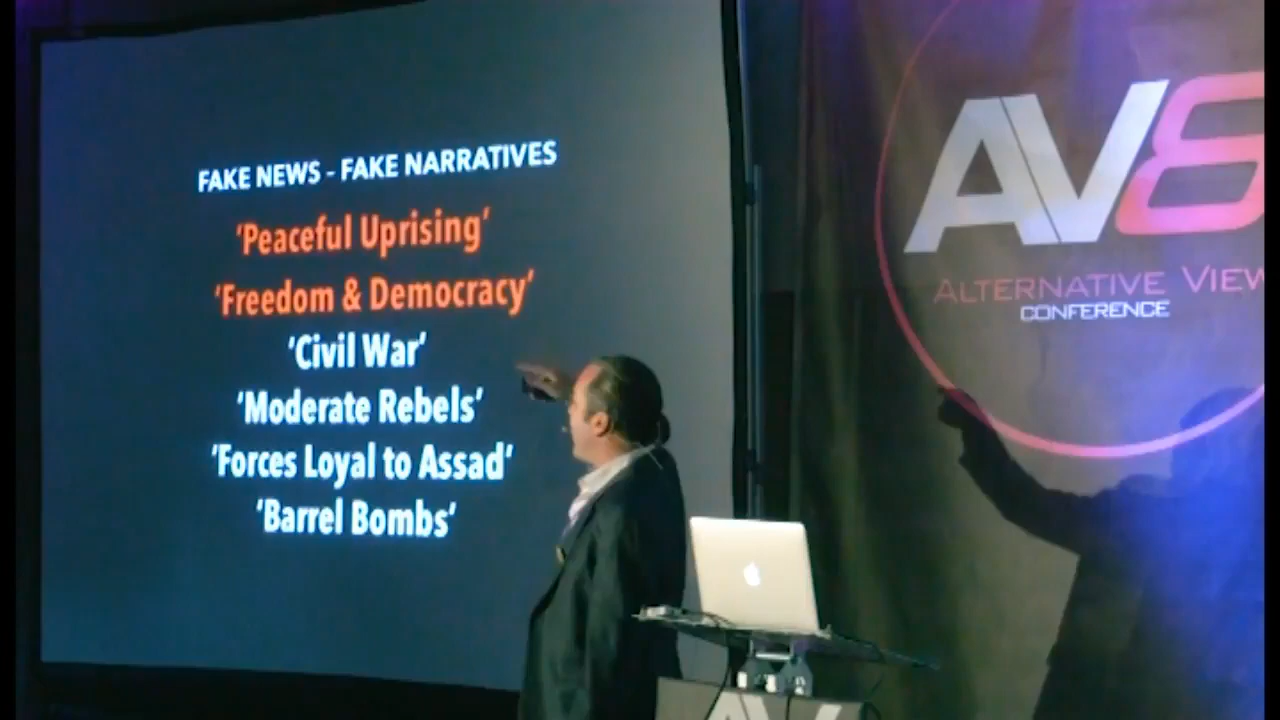 FAKE NEWS - FAKE NARRATIVES
‘Peaceful Uprising’
‘Freedom & Democracy’
‘Civil War’
‘Moderate Rebels’
‘Forces Loyal to Assad’
‘Barrel Bombs’
AV8
ALTERNATIVE VIEW
CONFERENCE
AV